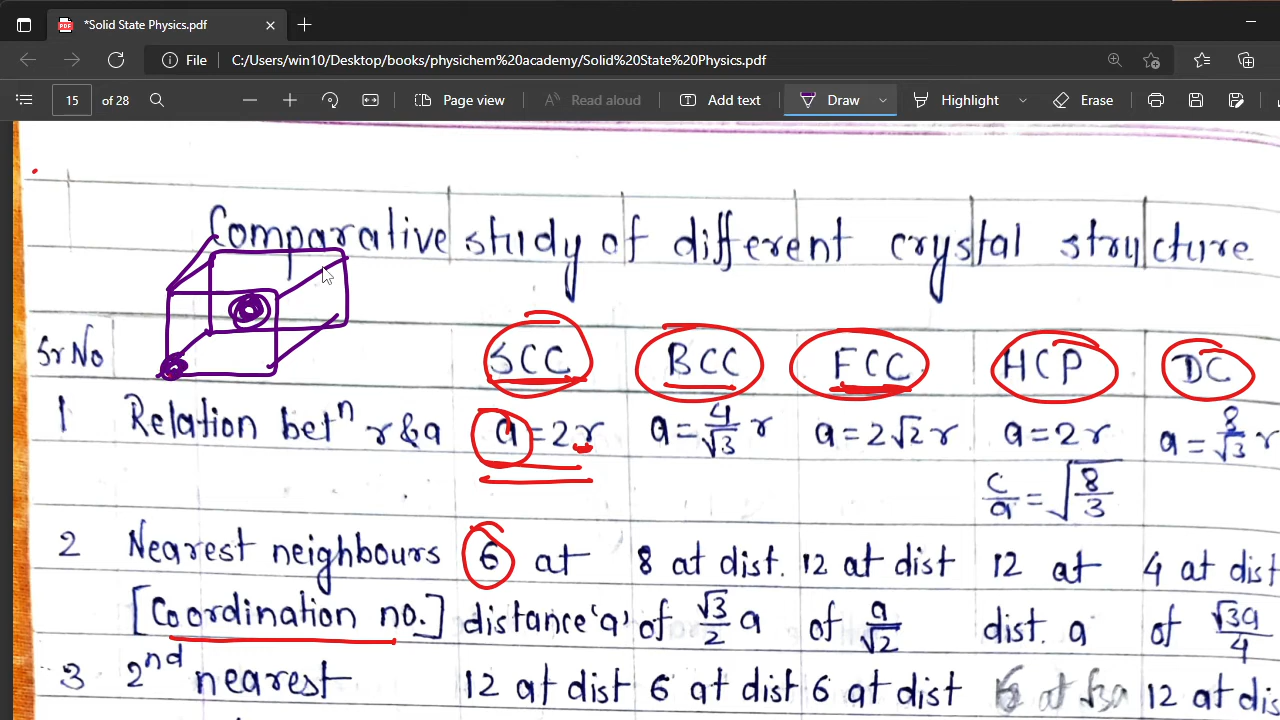 *Solid State Physics.pdf
File C:/Users/win10/Desktop/books/physichem%20academy/Solid%20State%20Physics.pdf
15 of 28 Page view Read aloud Add text Draw Highlight Erase
Comparative study of different crystal structure
Sr No SCC BCC FCC HCP DC
1 Relation betⁿ r & a a = 2r a = 4/√3 r a = 2√2 r a = 2r a = 8/√3 r
c/a = √(8/3)
2 Nearest neighbours 6 at 8 at dist. 12 at dist 12 at 4 at dist
[Coordination no.] distance 'a' of √3/2 a of a/√2 dist. a of √3a/4
3 2nd nearest 12 at dist 6 at dist 6 at dist at √3a 12 at dis